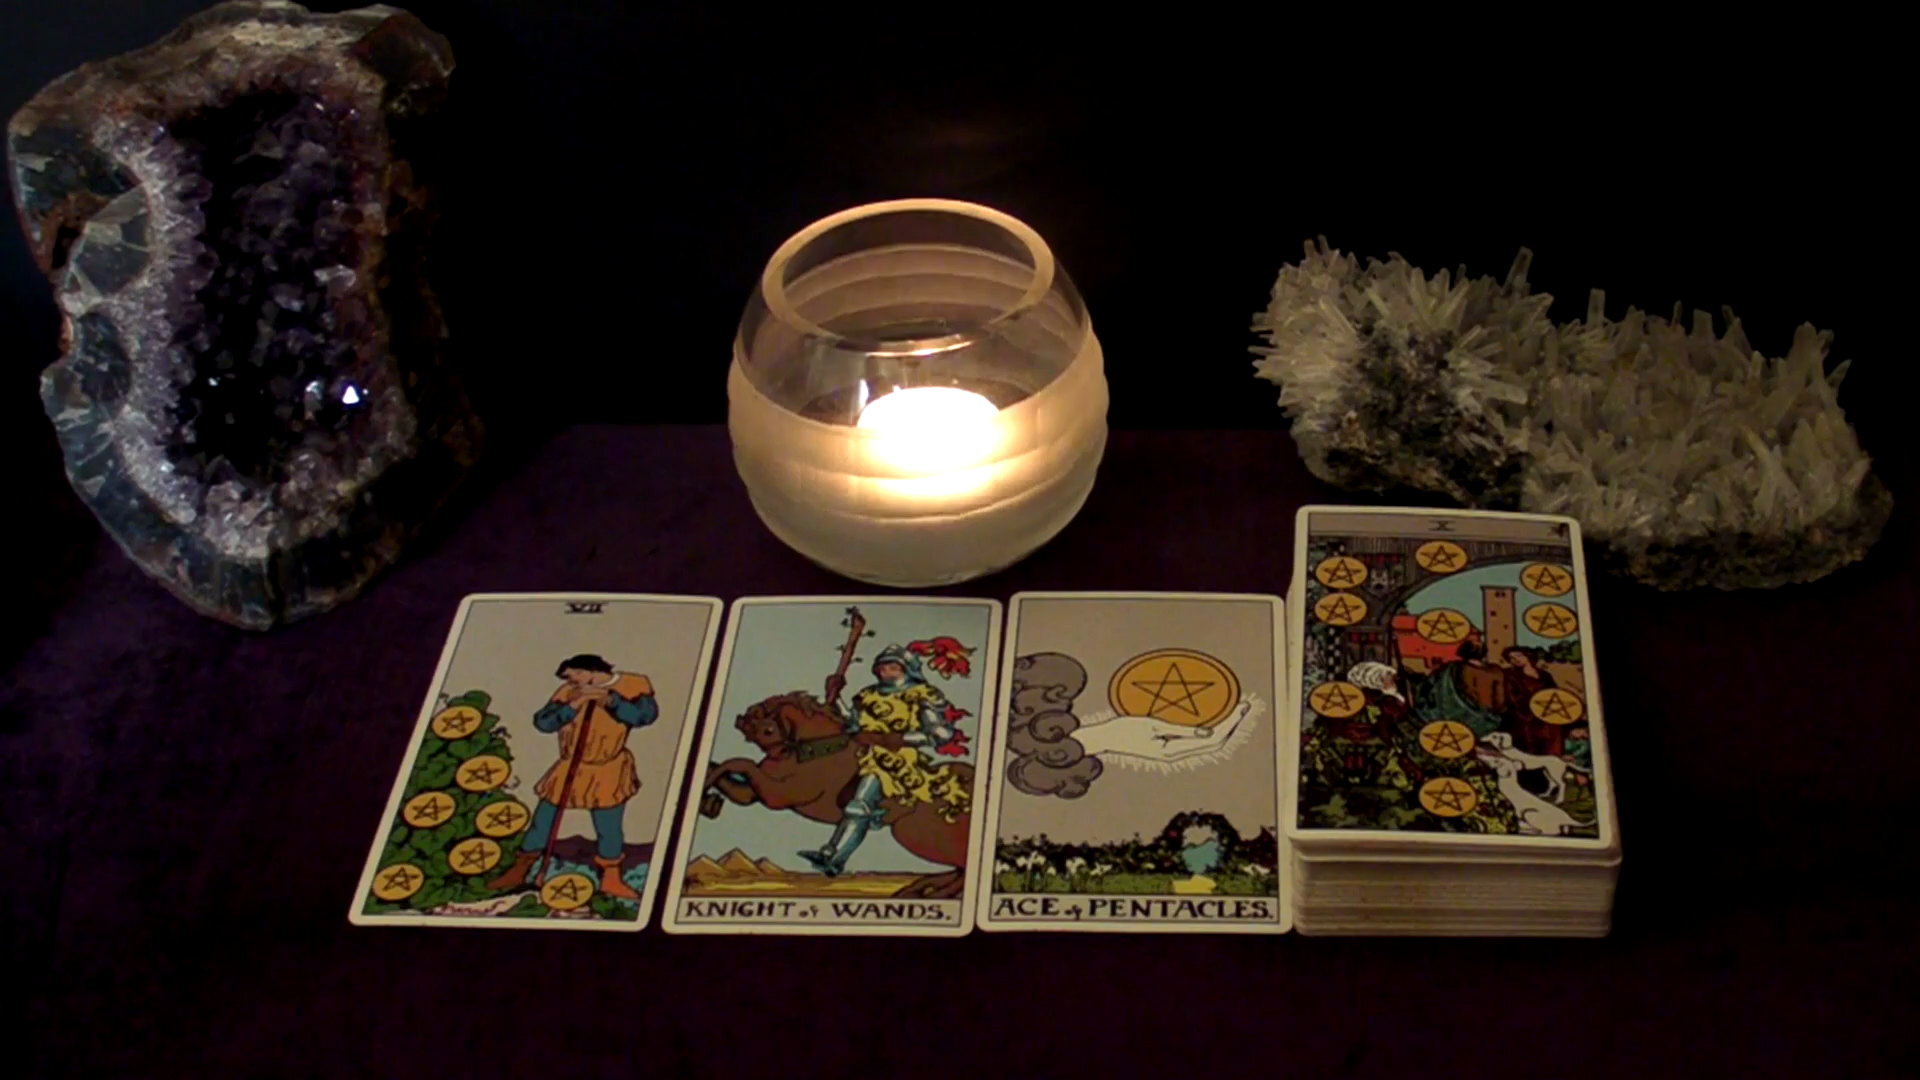 VII
KNIGHT of WANDS.
ACE of PENTACLES.
X